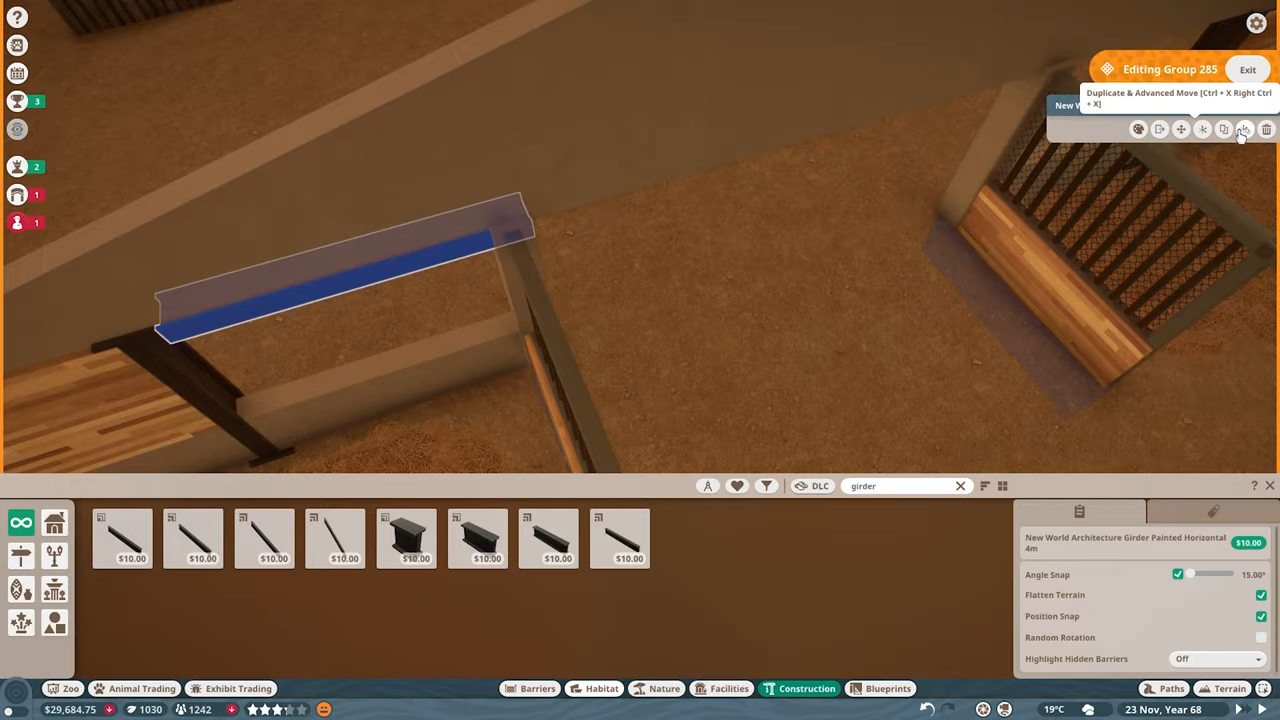 ?
Editing Group 285
Exit
Duplicate & Advanced Move [Ctrl + X Right Ctrl
+ X]
New W
3
2
1
1
DLC
girder
?
$10.00
$10.00
$10.00
$10.00
$10.00
$10.00
$10.00
$10.00
New World Architecture Girder Painted Horizontal
4m
$10.00
Angle Snap
15.00°
Flatten Terrain
Position Snap
Random Rotation
Highlight Hidden Barriers
Off
Zoo
Animal Trading
Exhibit Trading
Barriers
Habitat
Nature
Facilities
Construction
Blueprints
Paths
Terrain
$29,684.75
1030
1242
19°C
23 Nov, Year 68